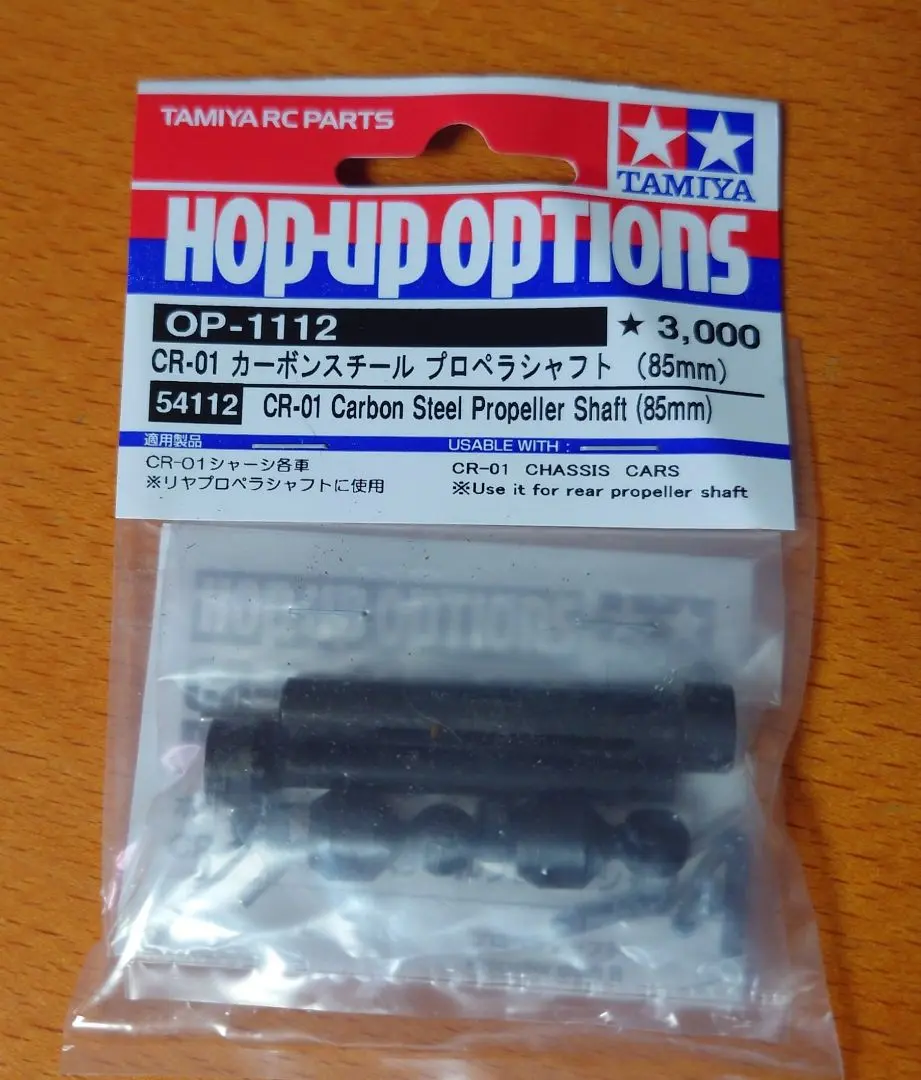 TAMIYA RC PARTS
TAMIYA
HOP-UP OPTIONS
OP-1112
★ 3,000
CR-01 カーボンスチール プロペラシャフト (85mm)
54112 CR-01 Carbon Steel Propeller Shaft (85mm)
適用製品
CR-01シャーシ各車
※リヤプロペラシャフトに使用
USABLE WITH :
CR-01 CHASSIS CARS
※Use it for rear propeller shaft
HOP-UP OPTIONS